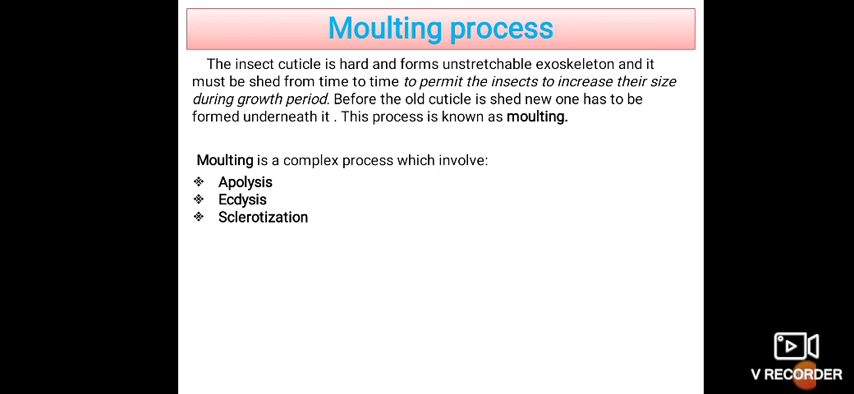 Moulting process
The insect cuticle is hard and forms unstretchable exoskeleton and it
must be shed from time to time to permit the insects to increase their size
during growth period. Before the old cuticle is shed new one has to be
formed underneath it . This process is known as moulting.
Moulting is a complex process which involve:
Apolysis
Ecdysis
Sclerotization
V RECORDER